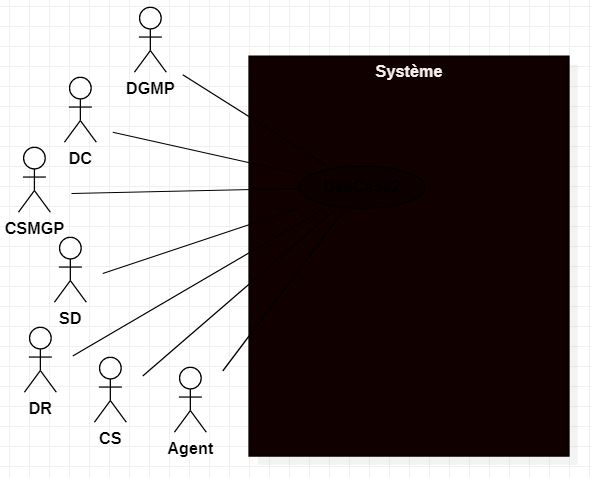 DGMP
Système
DC
CSMGP
SD
DR
CS
Agent